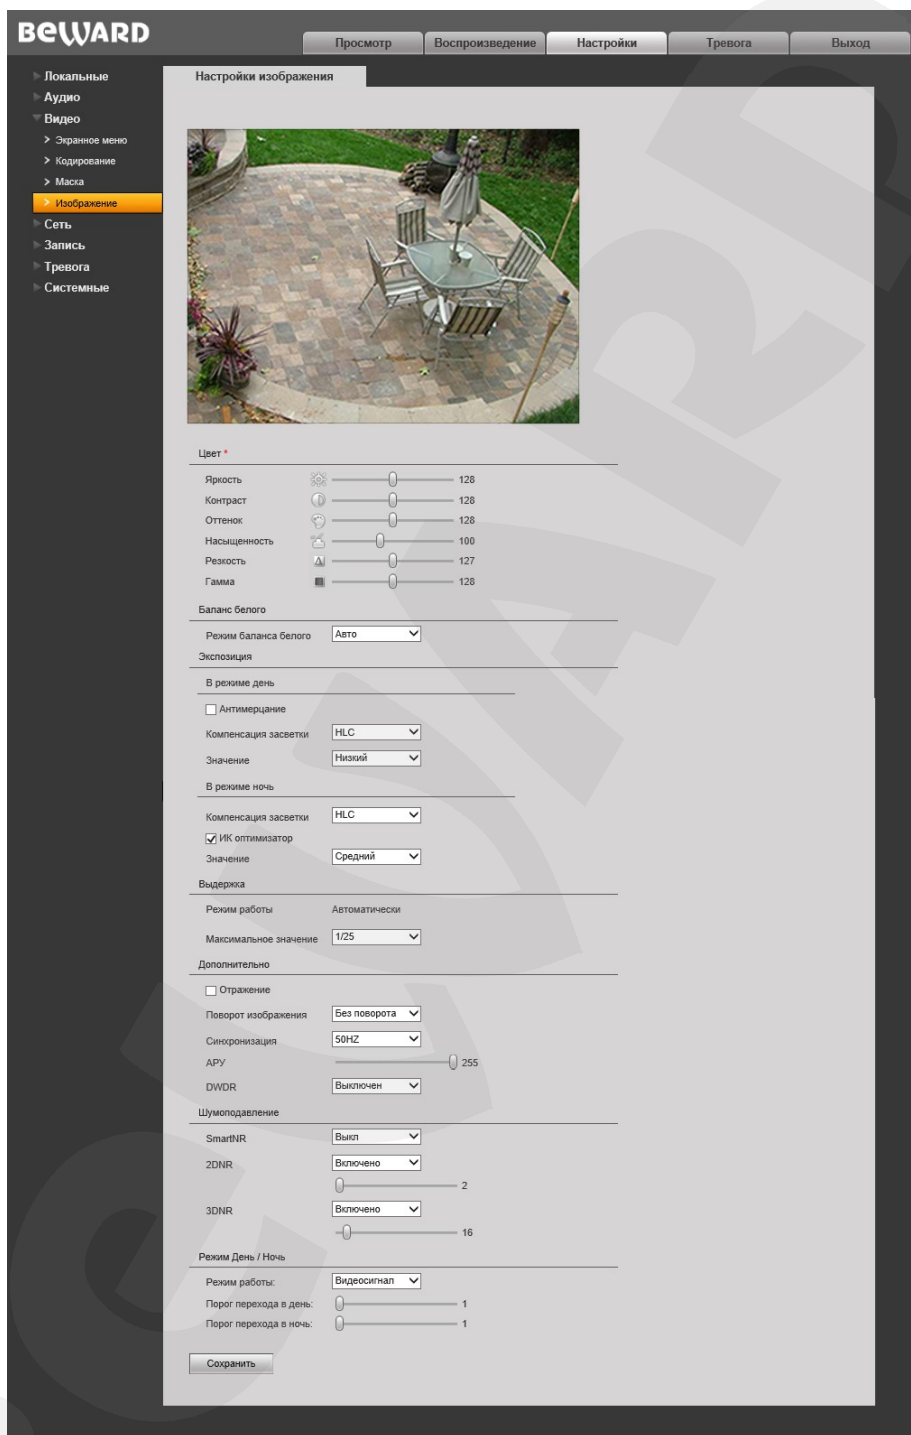 BEWARD
Просмотр Воспроизведение Настройки Тревога Выход
Локальные
Аудио
Видео
Экранное меню
Кодирование
Маска
Изображение
Сеть
Запись
Тревога
Системные
Настройки изображения
Цвет *
Яркость 128
Контраст 128
Оттенок 128
Насыщенность 100
Резкость 127
Гамма 128
Баланс белого
Режим баланса белого Авто
Экспозиция
В режиме день
Антимерцание
Компенсация засветки HLC
Значение Низкий
В режиме ночь
Компенсация засветки HLC
ИК оптимизатор
Значение Средний
Выдержка
Режим работы Автоматически
Максимальное значение 1/25
Дополнительно
Отражение
Поворот изображения Без поворота
Синхронизация 50HZ
АРУ 255
DWDR Выключен
Шумоподавление
SmartNR Выкл
2DNR Включено
2
3DNR Включено
16
Режим День / Ночь
Режим работы: Видеосигнал
Порог перехода в день: 1
Порог перехода в ночь: 1
Сохранить